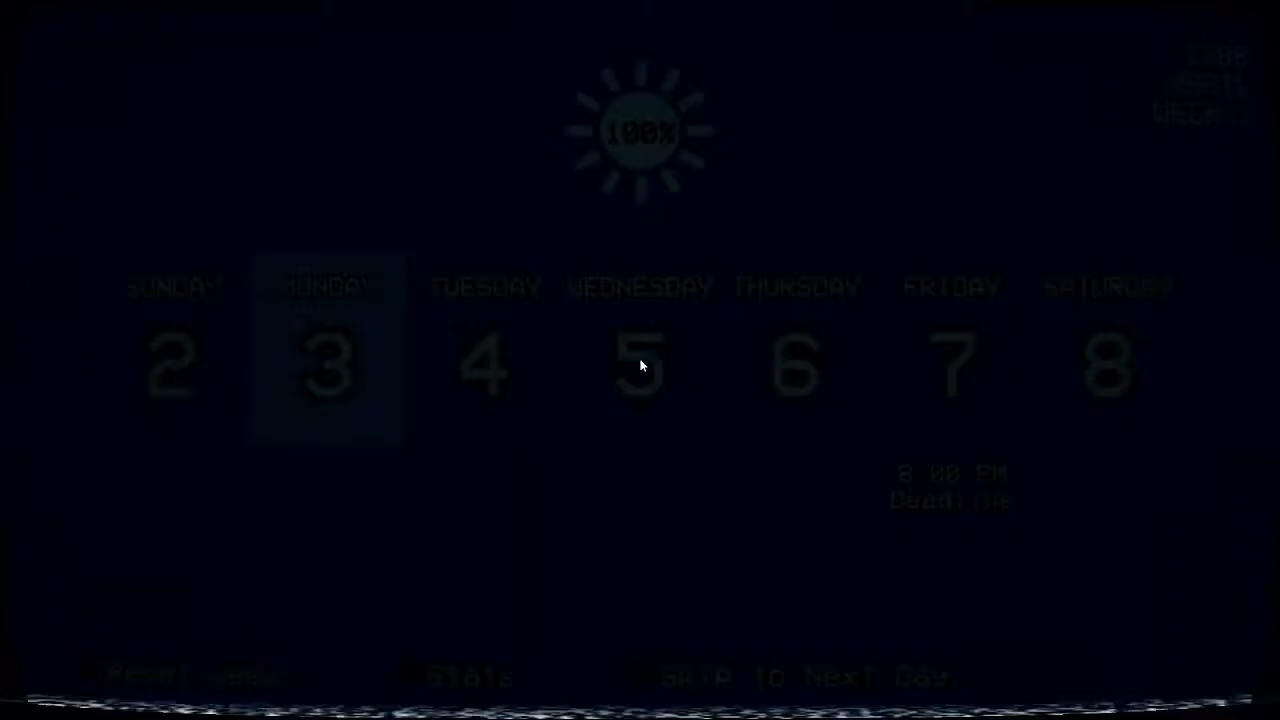 100%
SUNDAY MONDAY TUESDAY WEDNESDAY THURSDAY FRIDAY SATURDAY
2 3 4 5 6 7 8
8:00 PM
Deadline
Stats Skip to Next Day